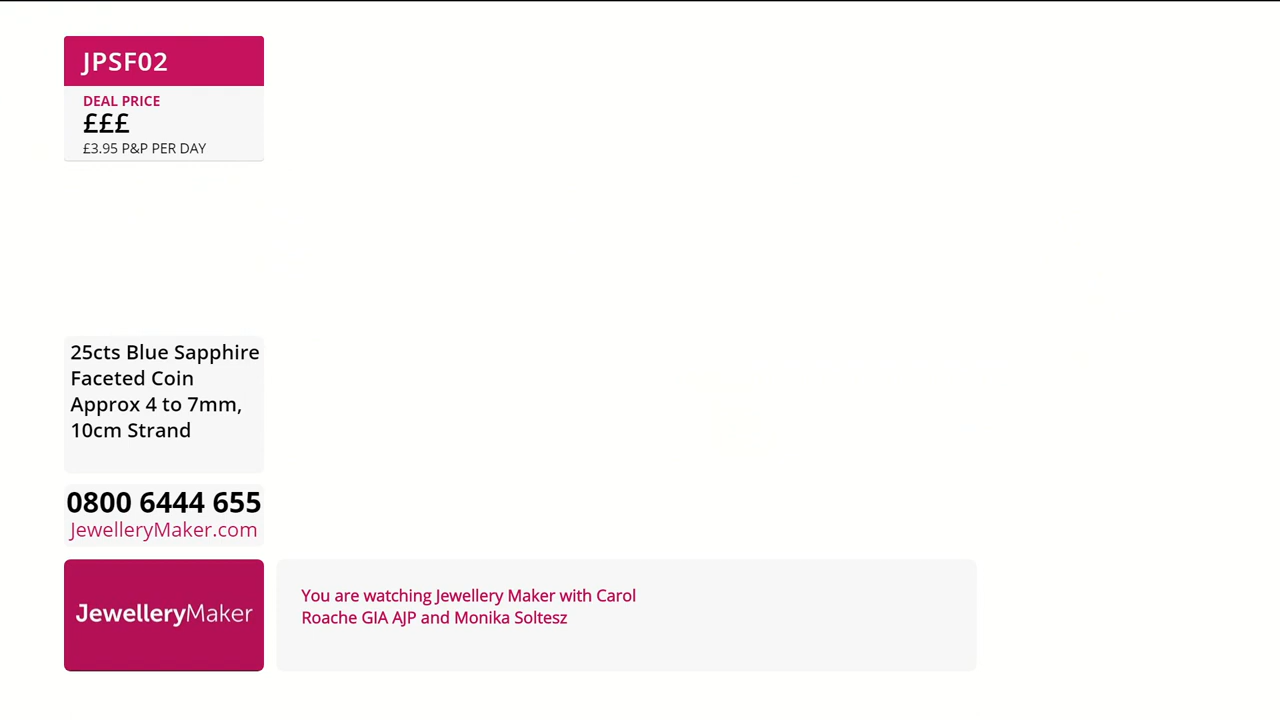 JPSF02
DEAL PRICE
£££
£3.95 P&P PER DAY
25cts Blue Sapphire
Faceted Coin
Approx 4 to 7mm,
10cm Strand
0800 6444 655
JewelleryMaker.com
JewelleryMaker
You are watching Jewellery Maker with Carol
Roache GIA AJP and Monika Soltesz